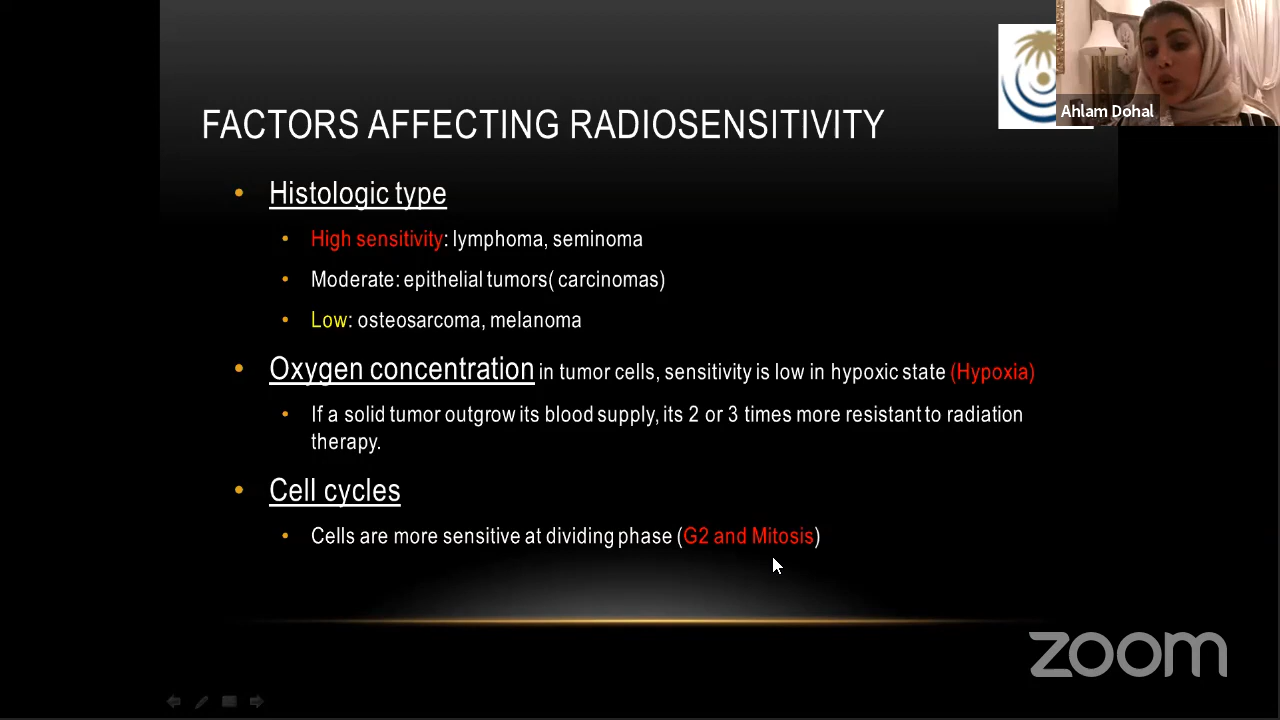 Ahlam Dohal
FACTORS AFFECTING RADIOSENSITIVITY
• Histologic type
• High sensitivity: lymphoma, seminoma
• Moderate: epithelial tumors( carcinomas)
• Low: osteosarcoma, melanoma
• Oxygen concentration in tumor cells, sensitivity is low in hypoxic state (Hypoxia)
• If a solid tumor outgrow its blood supply, its 2 or 3 times more resistant to radiation
therapy.
• Cell cycles
• Cells are more sensitive at dividing phase (G2 and Mitosis)
zoom